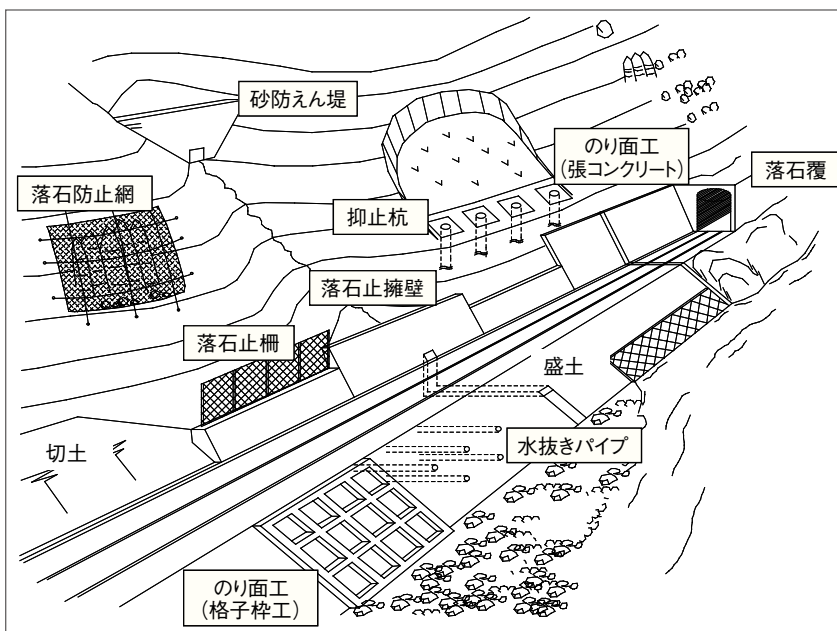 砂防えん堤
のり面工
(張コンクリート)
落石覆
落石防止網
抑止杭
落石止擁壁
落石止柵
盛土
切土
水抜きパイプ
のり面工
(格子枠工)